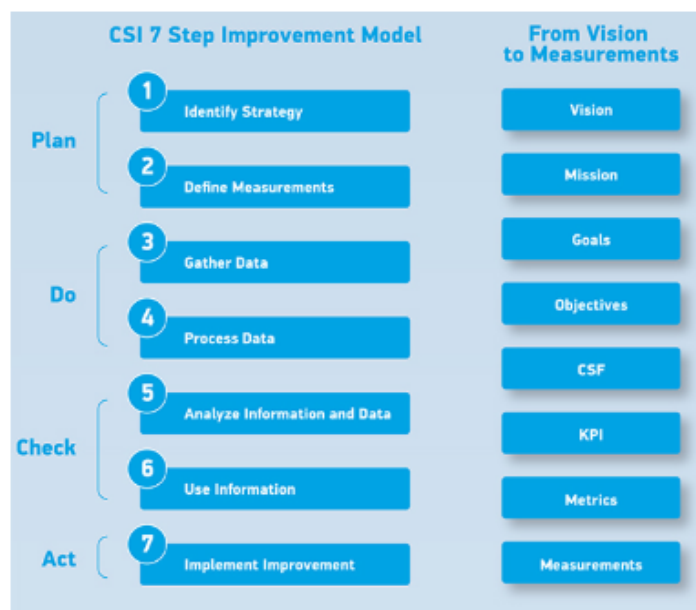 CSI 7 Step Improvement Model
Plan
1
Identify Strategy
2
Define Measurements
Do
3
Gather Data
4
Process Data
Check
5
Analyze Information and Data
6
Use Information
Act
7
Implement Improvement
From Vision
to Measurements
Vision
Mission
Goals
Objectives
CSF
KPI
Metrics
Measurements